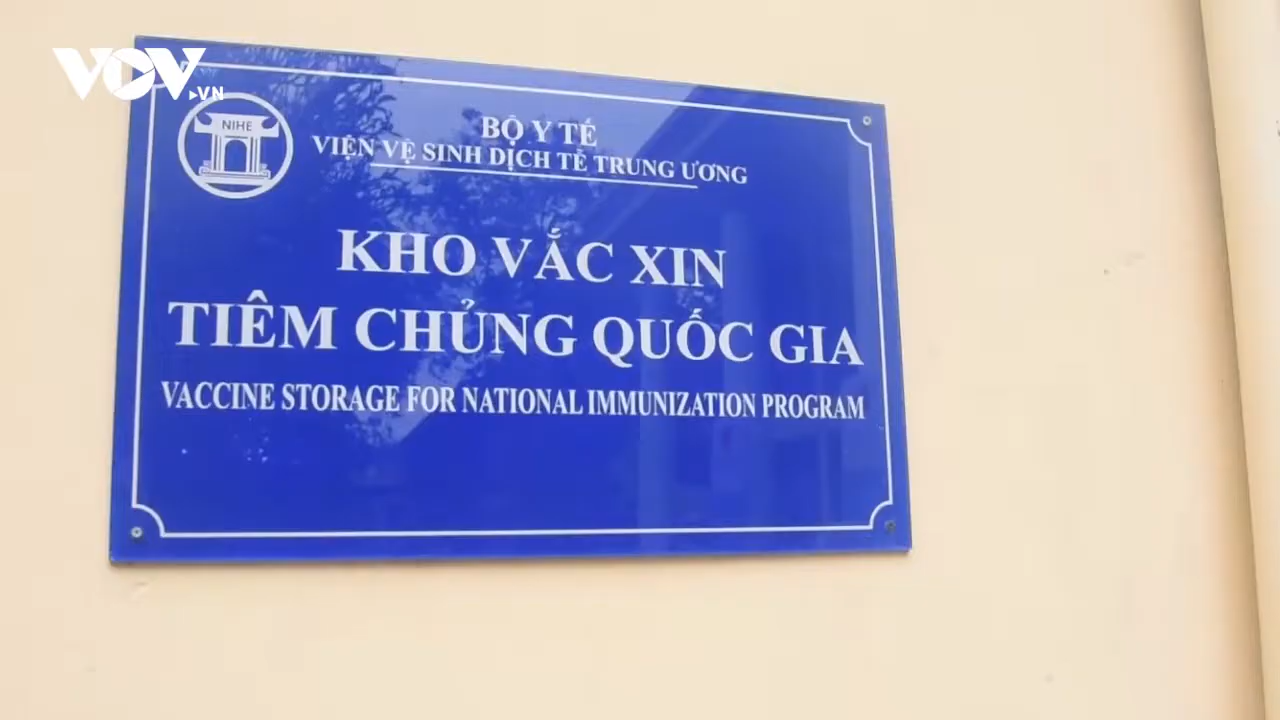 VOV
.VN
NIHE
BỘ Y TẾ
VIỆN VỆ SINH DỊCH TỄ TRUNG ƯƠNG
KHO VẮC XIN
TIÊM CHỦNG QUỐC GIA
VACCINE STORAGE FOR NATIONAL IMMUNIZATION PROGRAM